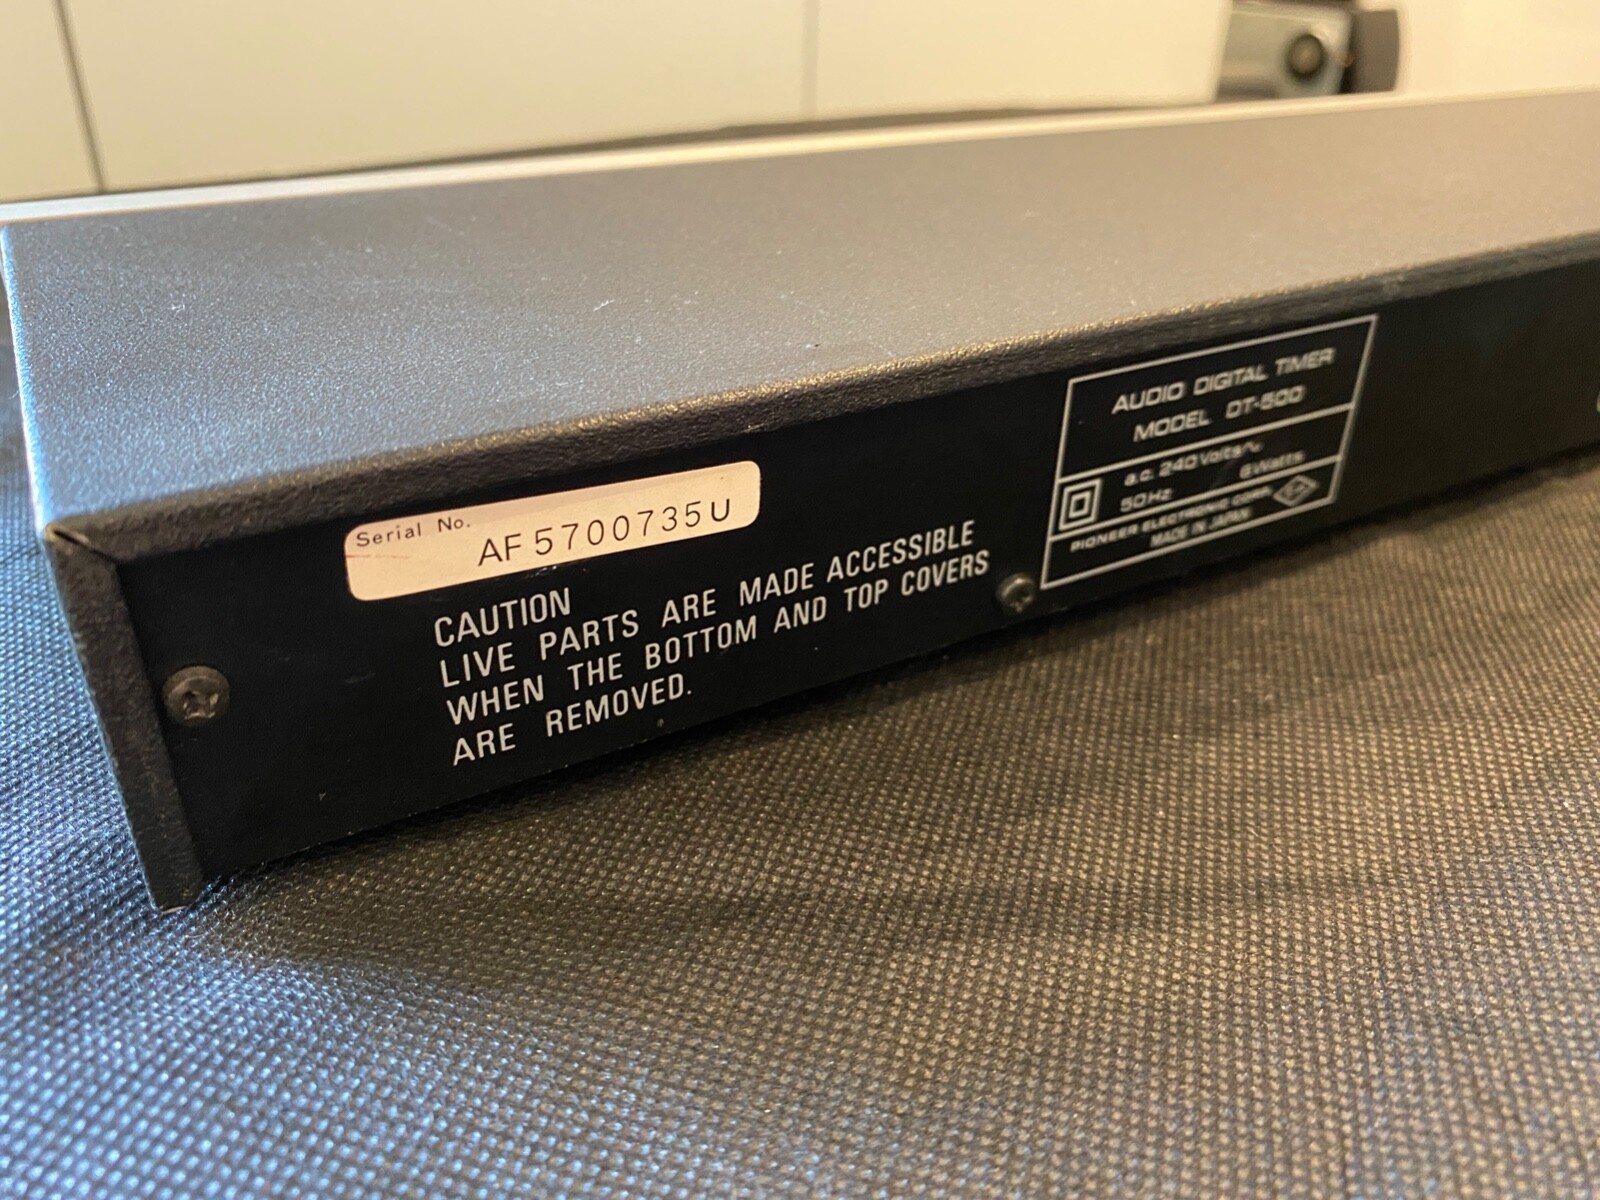 Serial No.
AF5700735U
CAUTION
LIVE PARTS ARE MADE ACCESSIBLE
WHEN THE BOTTOM AND TOP COVERS
ARE REMOVED.
AUDIO DIGITAL TIMER
MODEL DT-500
a.c. 240Volts~
50Hz 6Watts
PIONEER ELECTRONIC CORP.
MADE IN JAPAN